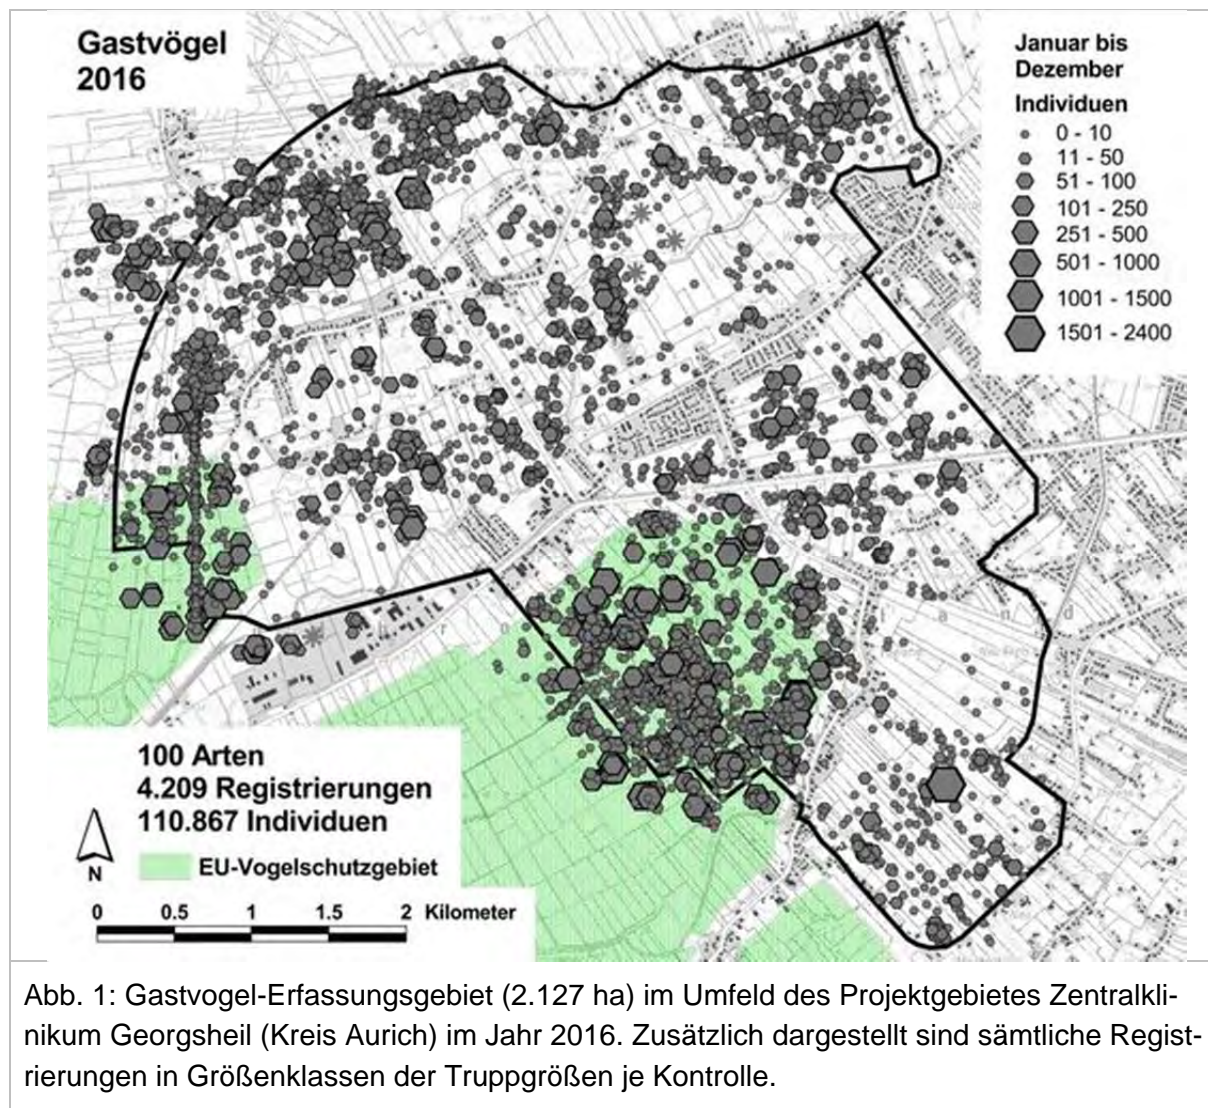 Gastvögel
2016
Januar bis
Dezember
Individuen
0 - 10
11 - 50
51 - 100
101 - 250
251 - 500
501 - 1000
1001 - 1500
1501 - 2400
100 Arten
4.209 Registrierungen
110.867 Individuen
EU-Vogelschutzgebiet
N
0 0.5 1 1.5 2 Kilometer
Abb. 1: Gastvogel-Erfassungsgebiet (2.127 ha) im Umfeld des Projektgebietes Zentralkli-
nikum Georgsheil (Kreis Aurich) im Jahr 2016. Zusätzlich dargestellt sind sämtliche Regist-
rierungen in Größenklassen der Truppgrößen je Kontrolle.